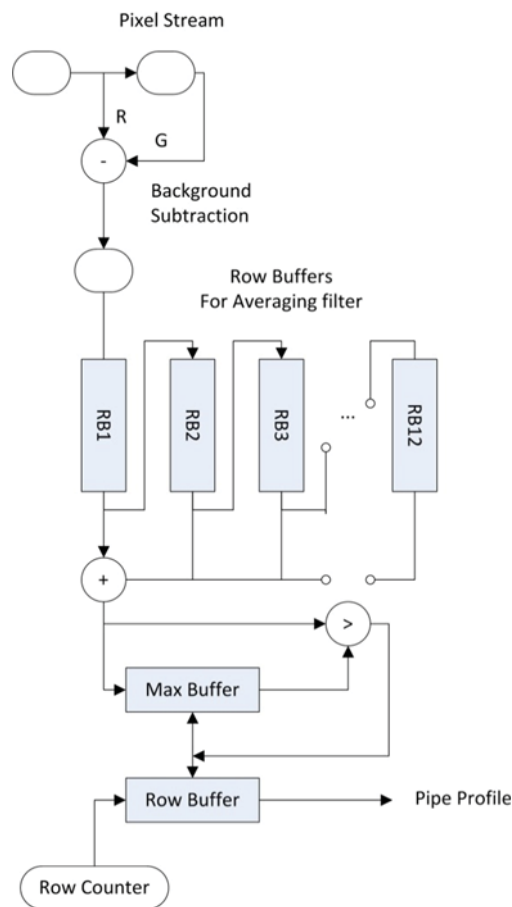 Pixel Stream
R
G
-
Background
Subtraction
Row Buffers
For Averaging filter
RB1
RB2
RB3
...
RB12
+
>
Max Buffer
Row Buffer
Pipe Profile
Row Counter